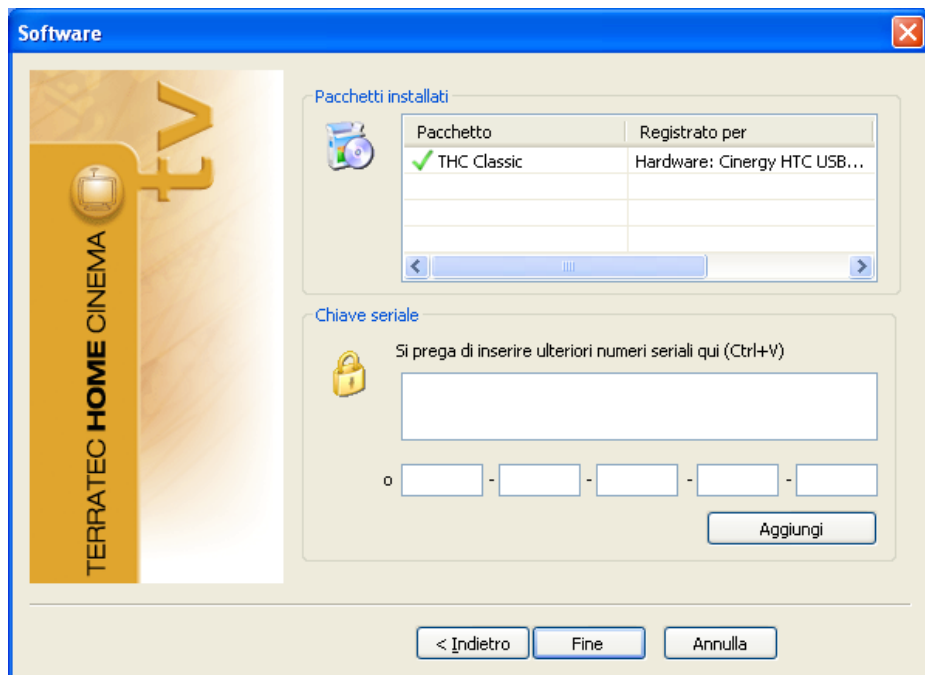 Software
tv
TERRATEC HOME CINEMA
Pacchetti installati
Pacchetto Registrato per
THC Classic Hardware: Cinergy HTC USB...
Chiave seriale
Si prega di inserire ulteriori numeri seriali qui (Ctrl+V)
o - - - -
Aggiungi
< Indietro Fine Annulla